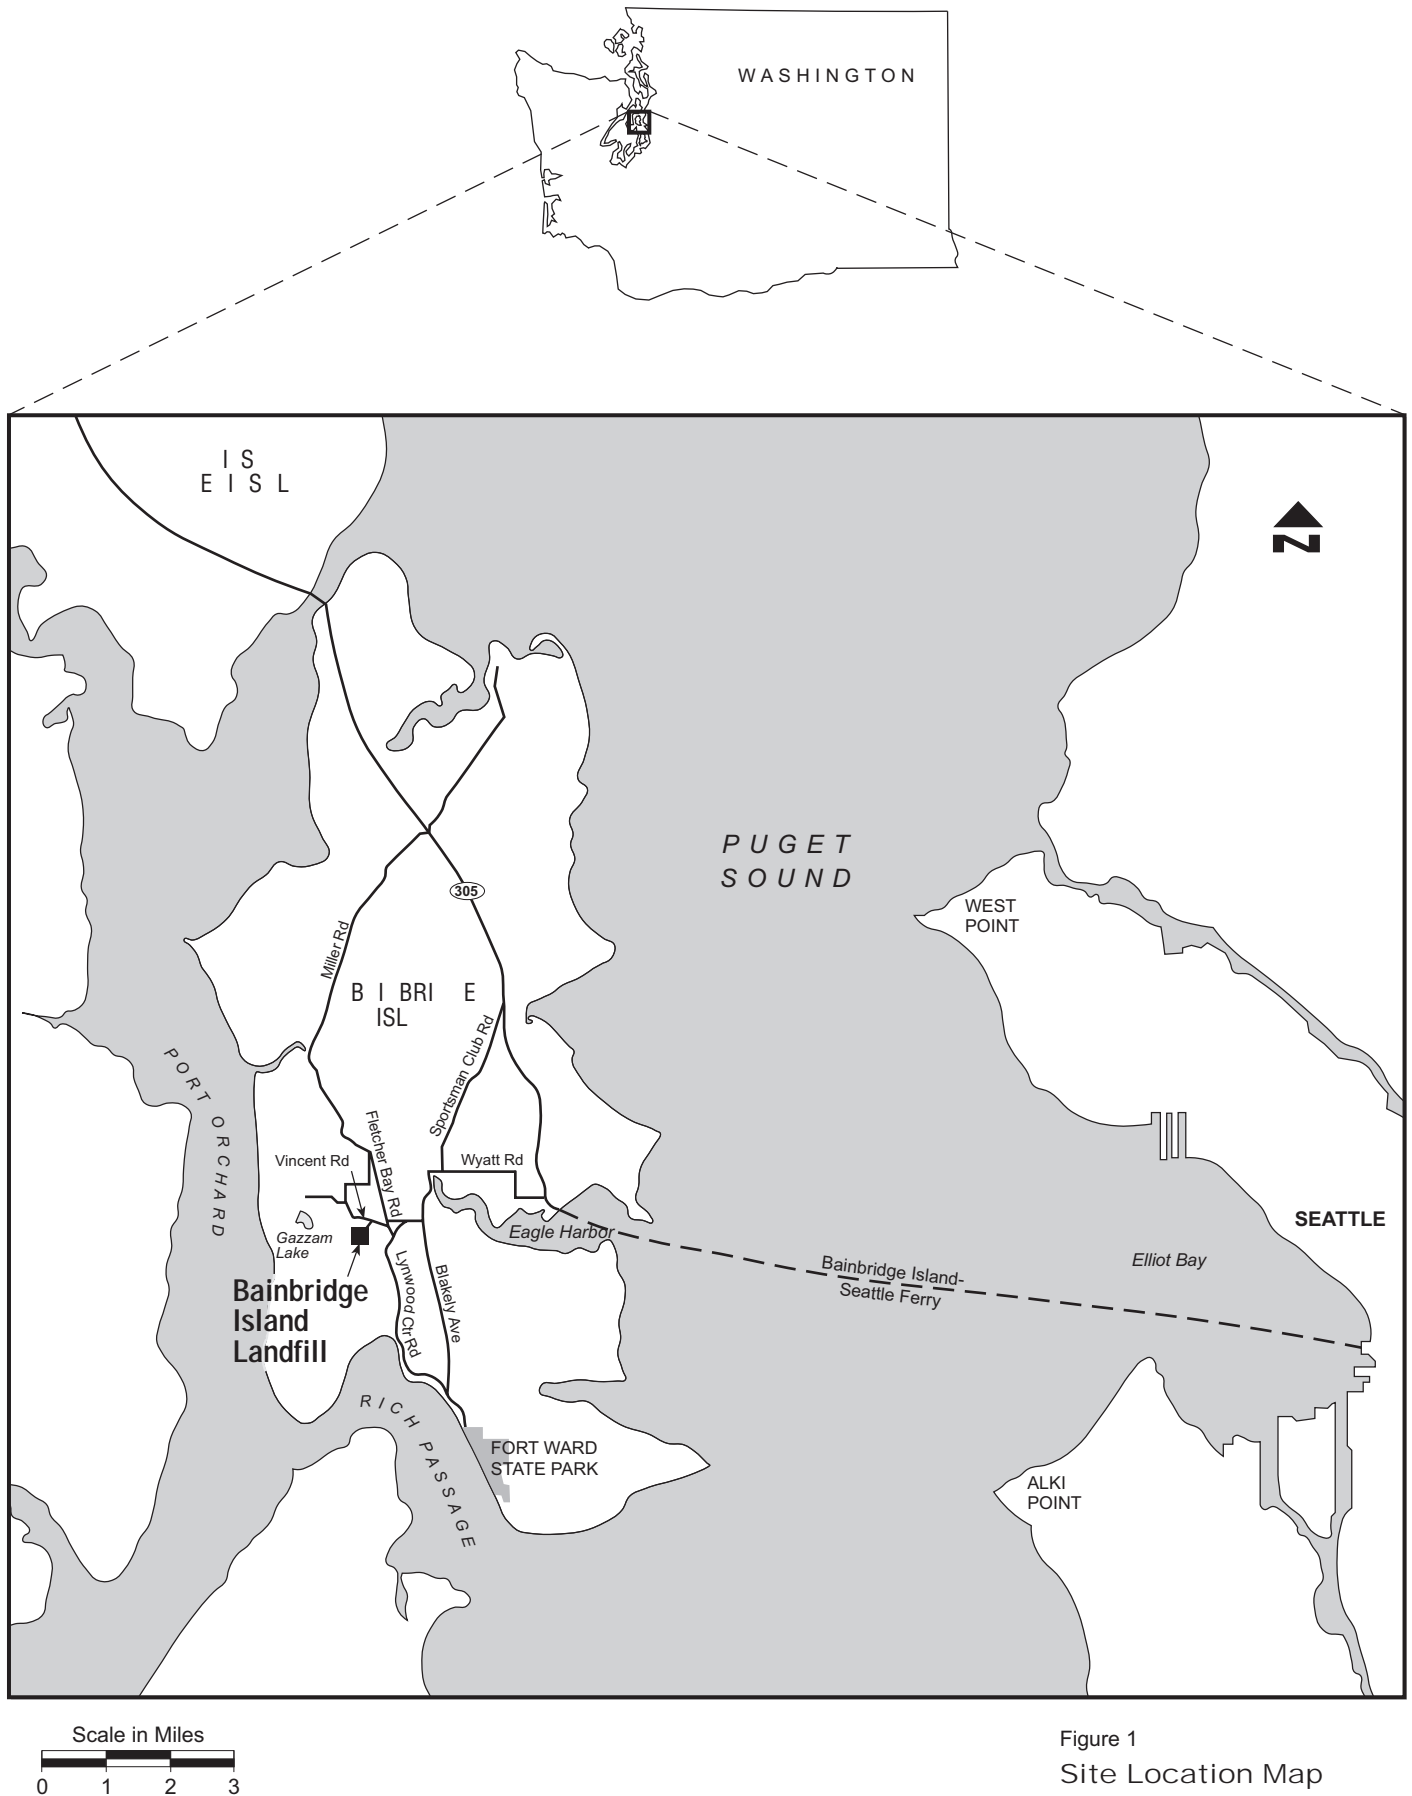 WASHINGTON
IS
EISL
N
PUGET
SOUND
305
WEST
POINT
Miller Rd
B I BRI E
ISL
Sportsman Club Rd
PORT ORCHARD
Fletcher Bay Rd
Vincent Rd
Wyatt Rd
Gazzam
Lake
Eagle Harbor
SEATTLE
Elliot Bay
Bainbridge Island-
Seattle Ferry
Bainbridge
Island
Landfill
Lynwood Ctr Rd
Blakely Ave
RICH PASSAGE
FORT WARD
STATE PARK
ALKI
POINT
Scale in Miles
0 1 2 3
Figure 1
Site Location Map